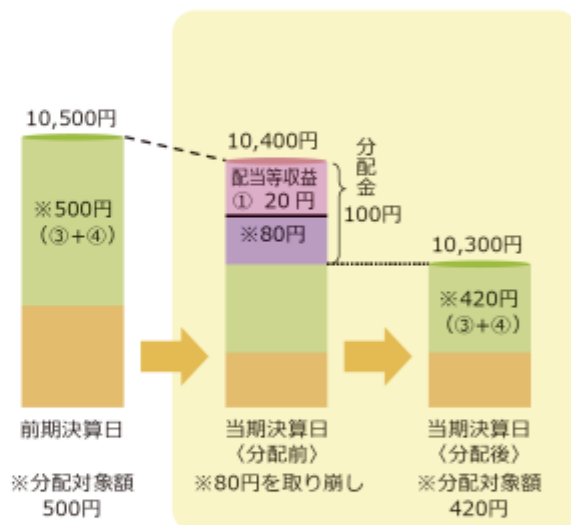 10,500円
※500円
(③+④)
前期決算日
※分配対象額
500円
10,400円
配当等収益
① 20円
※80円
分配金
100円
当期決算日
〈分配前〉
※80円を取り崩し
10,300円
※420円
(③+④)
当期決算日
〈分配後〉
※分配対象額
420円